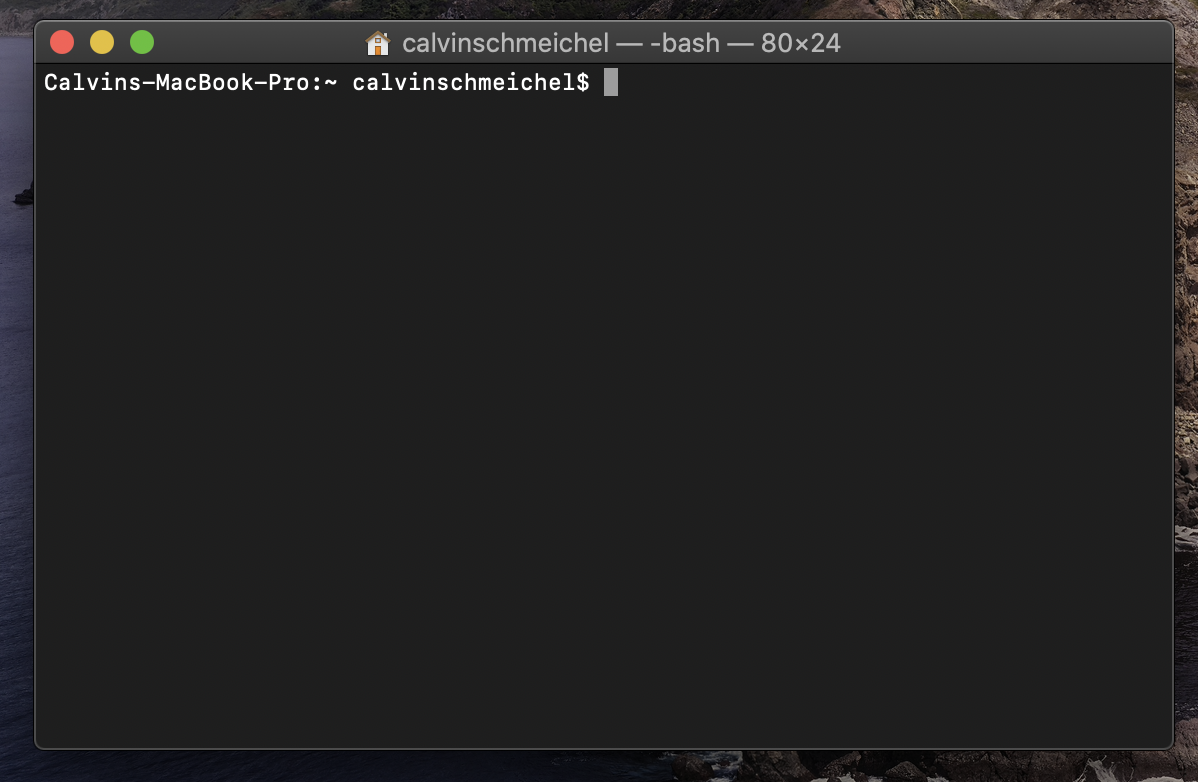 calvinschmeichel — -bash — 80×24
Calvins-MacBook-Pro:~ calvinschmeichel$